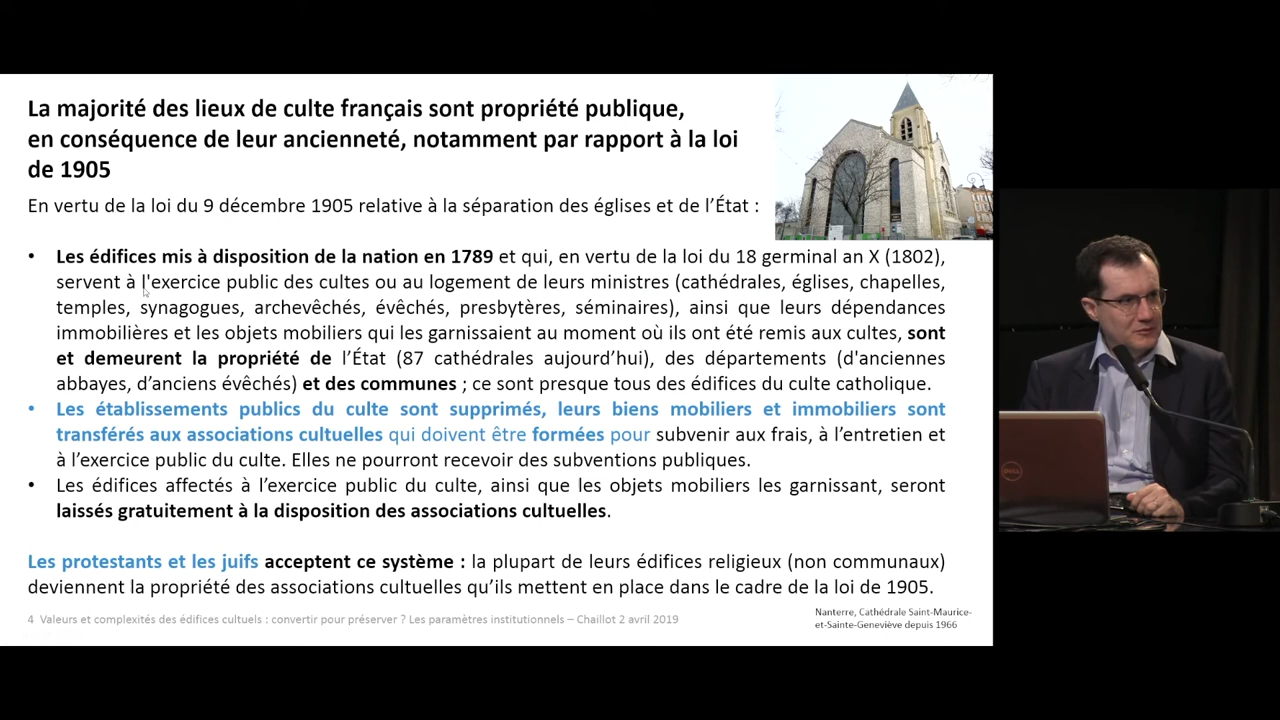 La majorité des lieux de culte français sont propriété publique,
en conséquence de leur ancienneté, notamment par rapport à la loi
de 1905
En vertu de la loi du 9 décembre 1905 relative à la séparation des églises et de l'État :
• Les édifices mis à disposition de la nation en 1789 et qui, en vertu de la loi du 18 germinal an X (1802),
servent à l'exercice public des cultes ou au logement de leurs ministres (cathédrales, églises, chapelles,
temples, synagogues, archevêchés, évêchés, presbytères, séminaires), ainsi que leurs dépendances
immobilières et les objets mobiliers qui les garnissaient au moment où ils ont été remis aux cultes, sont
et demeurent la propriété de l'État (87 cathédrales aujourd'hui), des départements (d'anciennes
abbayes, d'anciens évêchés) et des communes ; ce sont presque tous des édifices du culte catholique.
• Les établissements publics du culte sont supprimés, leurs biens mobiliers et immobiliers sont
transférés aux associations cultuelles qui doivent être formées pour subvenir aux frais, à l'entretien et
à l'exercice public du culte. Elles ne pourront recevoir des subventions publiques.
• Les édifices affectés à l'exercice public du culte, ainsi que les objets mobiliers les garnissant, seront
laissés gratuitement à la disposition des associations cultuelles.
Les protestants et les juifs acceptent ce système : la plupart de leurs édifices religieux (non communaux)
deviennent la propriété des associations cultuelles qu'ils mettent en place dans le cadre de la loi de 1905.
4 Valeurs et complexités des édifices cultuels : convertir pour préserver ? Les paramètres institutionnels – Chaillot 2 avril 2019
Nanterre, Cathédrale Saint-Maurice-
et-Sainte-Geneviève depuis 1966
DELL